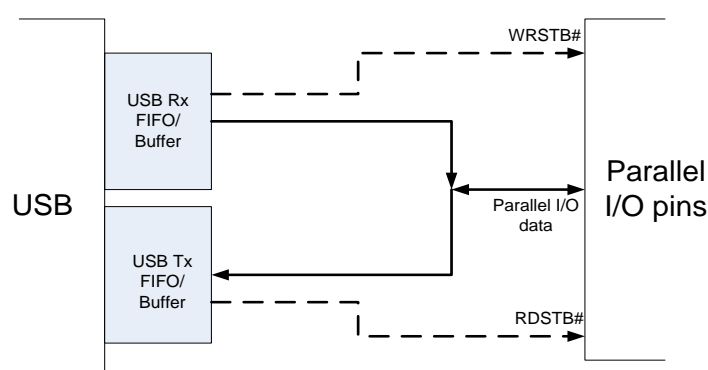 WRSTB#
USB Rx
FIFO/
Buffer
USB
Parallel
I/O pins
Parallel I/O
data
USB Tx
FIFO/
Buffer
RDSTB#